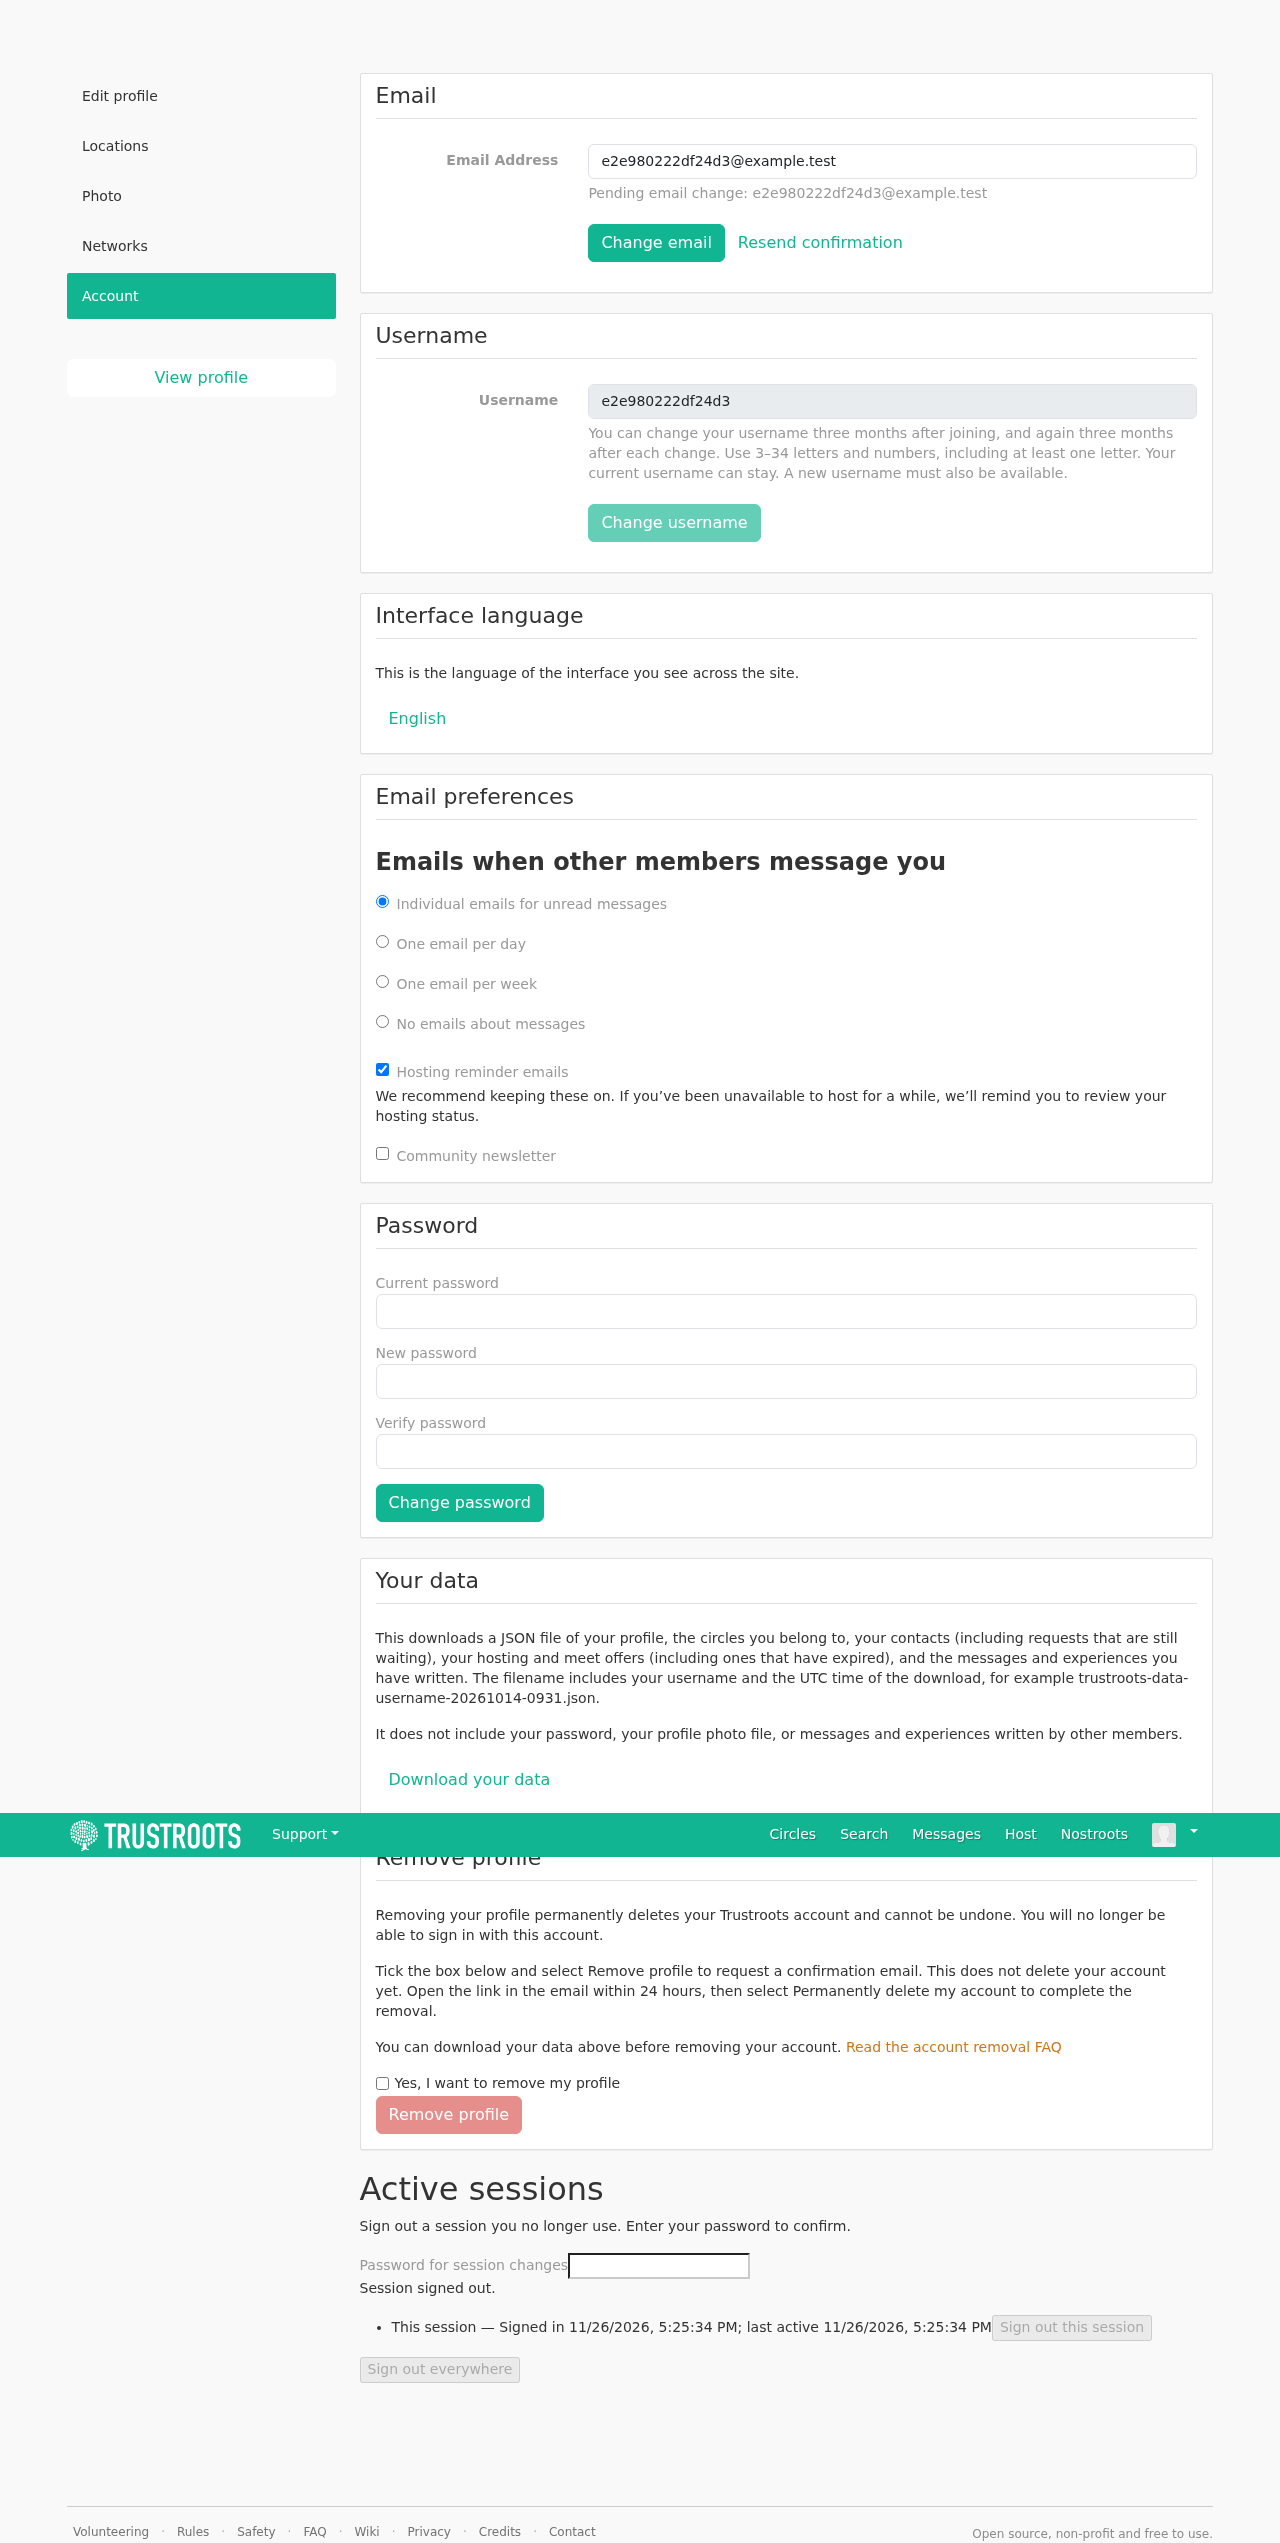 Edit profile
Locations
Photo
Networks
Account
View profile
Email
Email Address
e2e980222df24d3@example.test
Pending email change: e2e980222df24d3@example.test
Change email
Resend confirmation
Username
Username
e2e980222df24d3
You can change your username three months after joining, and again three months
after each change. Use 3–34 letters and numbers, including at least one letter. Your
current username can stay. A new username must also be available.
Change username
Interface language
This is the language of the interface you see across the site.
English
Email preferences
Emails when other members message you
Individual emails for unread messages
One email per day
One email per week
No emails about messages
Hosting reminder emails
We recommend keeping these on. If you’ve been unavailable to host for a while, we’ll remind you to review your
hosting status.
Community newsletter
Password
Current password
New password
Verify password
Change password
Your data
This downloads a JSON file of your profile, the circles you belong to, your contacts (including requests that are still
waiting), your hosting and meet offers (including ones that have expired), and the messages and experiences you
have written. The filename includes your username and the UTC time of the download, for example trustroots-data-
username-20261014-0931.json.
It does not include your password, your profile photo file, or messages and experiences written by other members.
Download your data
TRUSTROOTS
Support
Circles
Search
Messages
Host
Nostroots
Remove profile
Removing your profile permanently deletes your Trustroots account and cannot be undone. You will no longer be
able to sign in with this account.
Tick the box below and select Remove profile to request a confirmation email. This does not delete your account
yet. Open the link in the email within 24 hours, then select Permanently delete my account to complete the
removal.
You can download your data above before removing your account. Read the account removal FAQ
Yes, I want to remove my profile
Remove profile
Active sessions
Sign out a session you no longer use. Enter your password to confirm.
Password for session changes
Session signed out.
• This session — Signed in 11/26/2026, 5:25:34 PM; last active 11/26/2026, 5:25:34 PM
Sign out this session
Sign out everywhere
Volunteering · Rules · Safety · FAQ · Wiki · Privacy · Credits · Contact
Open source, non-profit and free to use.